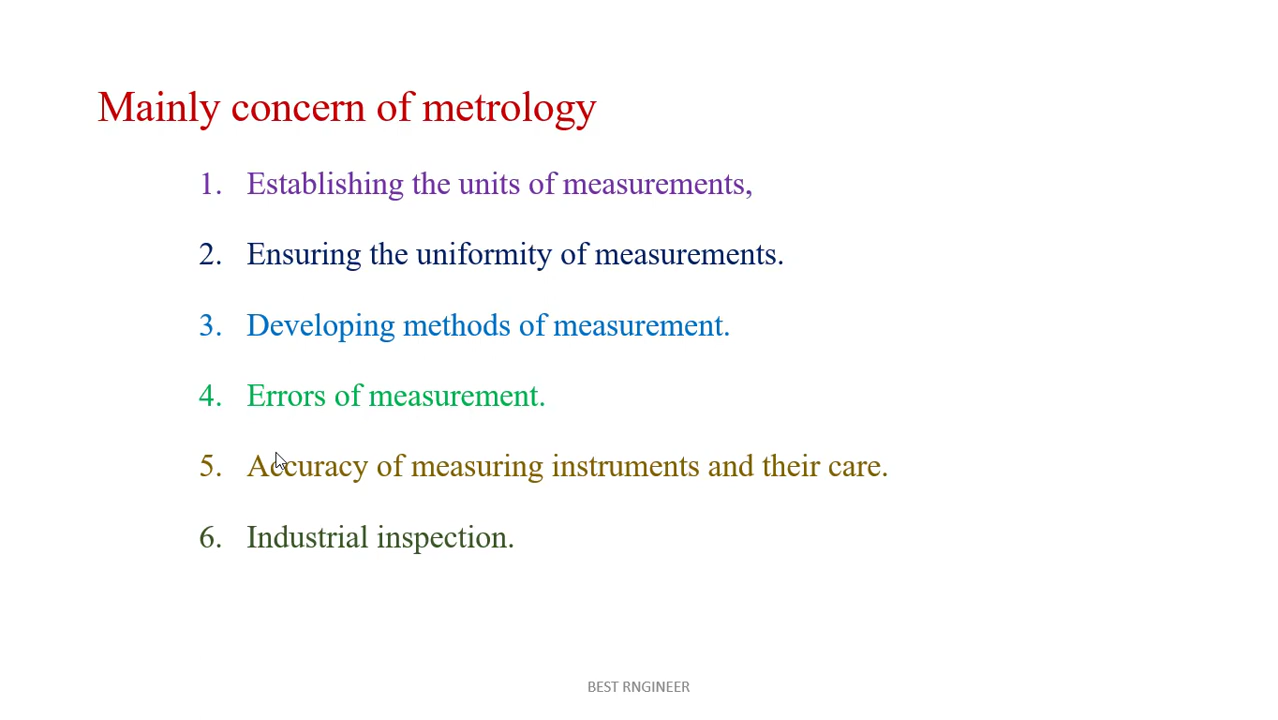 Mainly concern of metrology
1. Establishing the units of measurements,
2. Ensuring the uniformity of measurements.
3. Developing methods of measurement.
4. Errors of measurement.
5. Accuracy of measuring instruments and their care.
6. Industrial inspection.
BEST RNGINEER